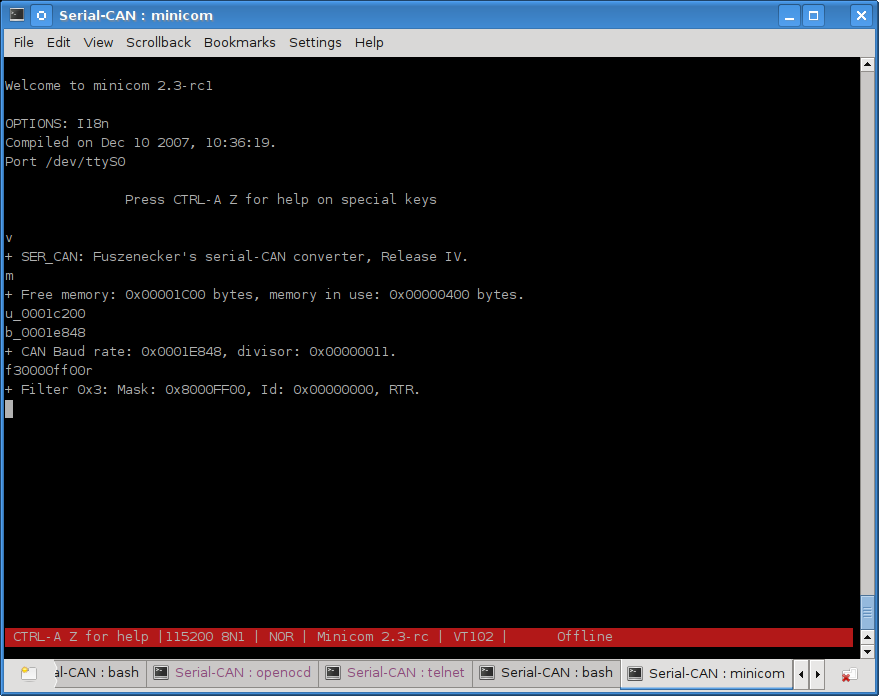 Serial-CAN : minicom
File Edit View Scrollback Bookmarks Settings Help
Welcome to minicom 2.3-rc1
OPTIONS: I18n
Compiled on Dec 10 2007, 10:36:19.
Port /dev/ttyS0
Press CTRL-A Z for help on special keys
v
+ SER_CAN: Fuszenecker's serial-CAN converter, Release IV.
m
+ Free memory: 0x00001C00 bytes, memory in use: 0x00000400 bytes.
u_0001c200
b_0001e848
+ CAN Baud rate: 0x0001E848, divisor: 0x00000011.
f30000ff00r
+ Filter 0x3: Mask: 0x8000FF00, Id: 0x00000000, RTR.
CTRL-A Z for help |115200 8N1 | NOR | Minicom 2.3-rc | VT102 | Offline
al-CAN : bash Serial-CAN : openocd Serial-CAN : telnet Serial-CAN : bash Serial-CAN : minicom